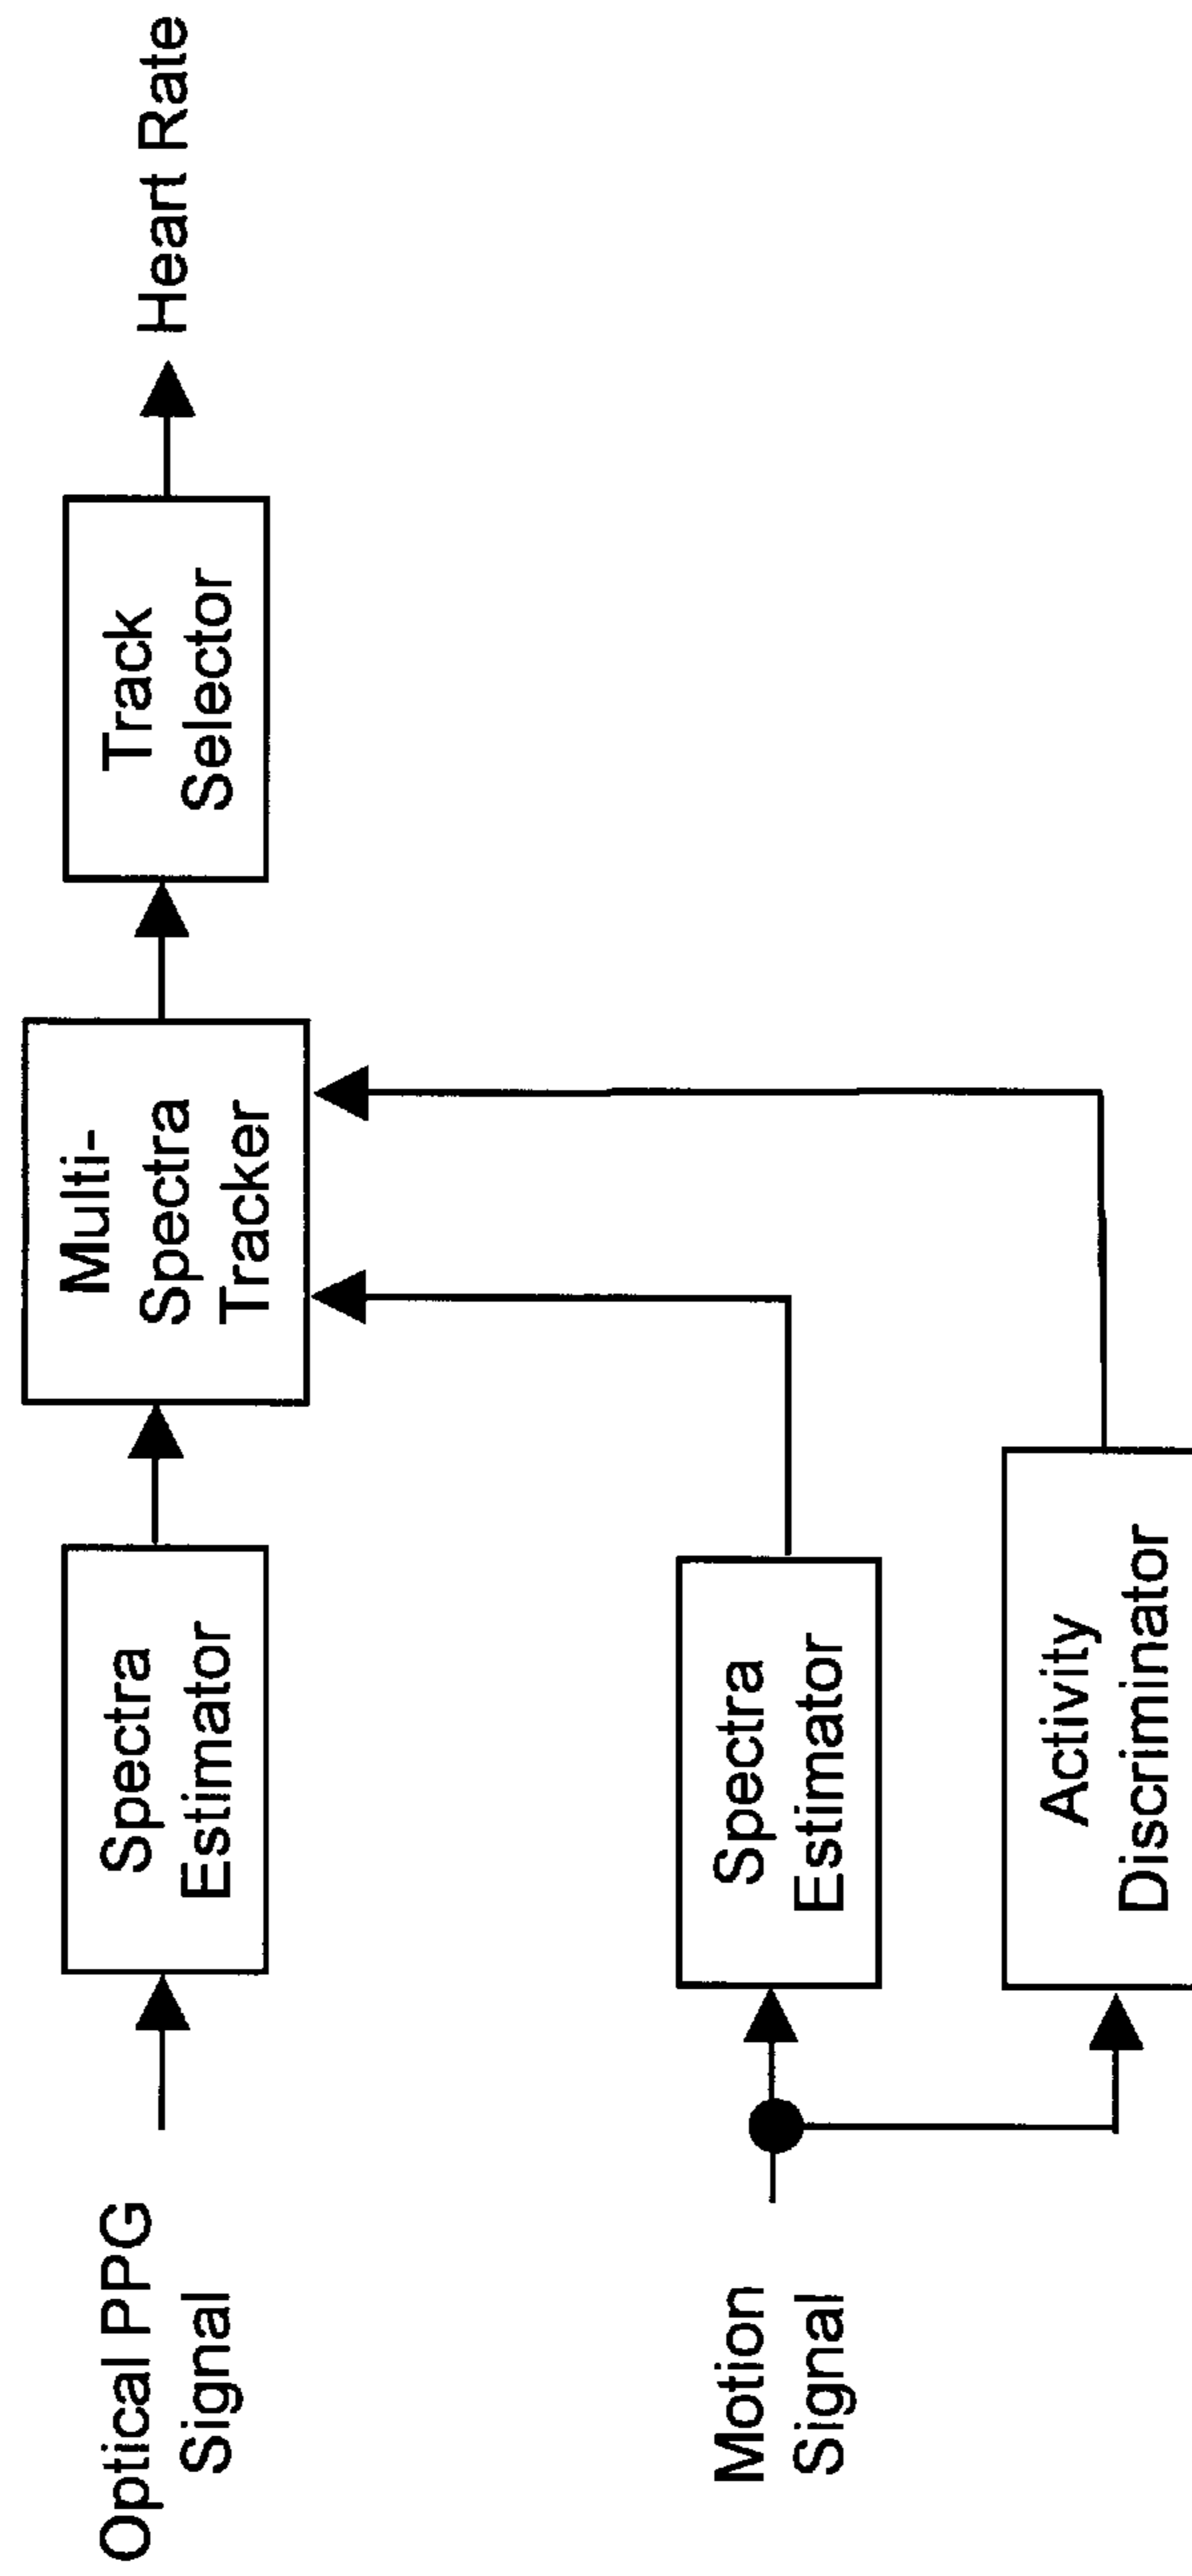 Optical PPG
Signal
Spectra
Estimator
Multi-
Spectra
Tracker
Track
Selector
Heart Rate
Motion
Signal
Spectra
Estimator
Activity
Discriminator